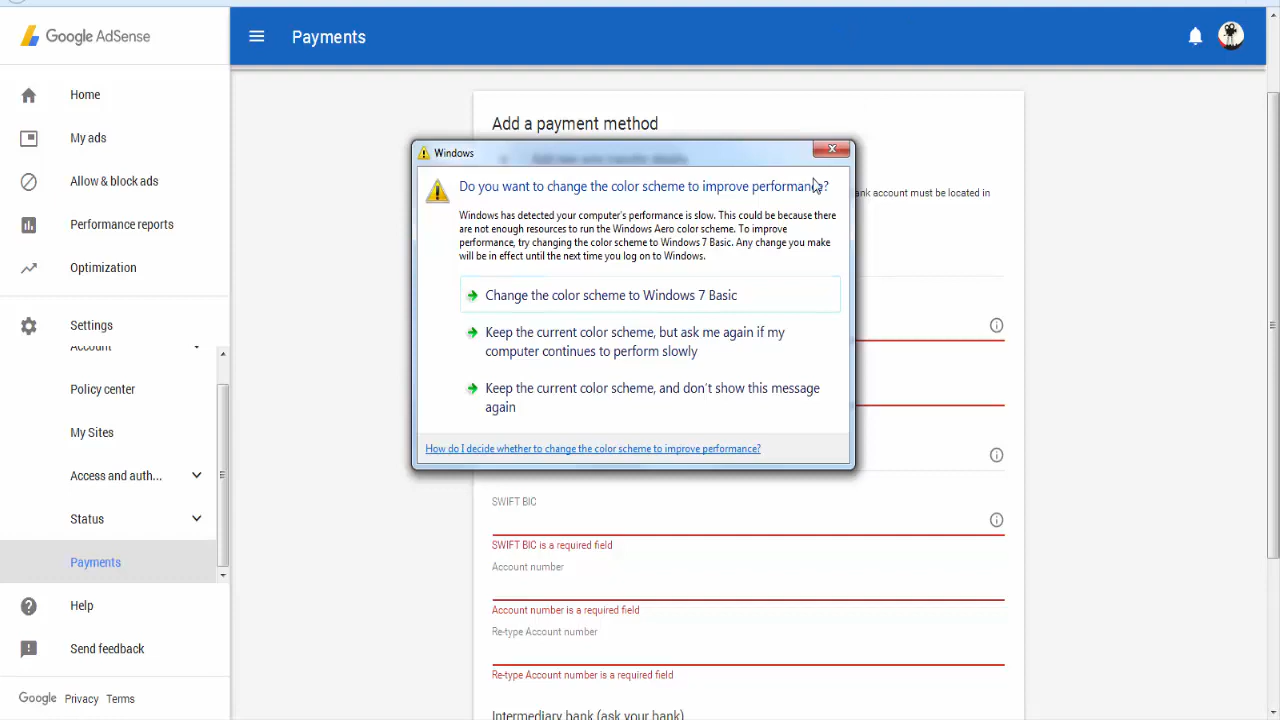 Google AdSense
Payments
Home
My ads
Allow & block ads
Performance reports
Optimization
Settings
Account
Policy center
My Sites
Access and auth...
Status
Payments
Help
Send feedback
Google Privacy Terms
Add a payment method
Add new wire transfer details
ank account must be located in
Windows
Do you want to change the color scheme to improve performance?
Windows has detected your computer's performance is slow. This could be because there
are not enough resources to run the Windows Aero color scheme. To improve
performance, try changing the color scheme to Windows 7 Basic. Any change you make
will be in effect until the next time you log on to Windows.
Change the color scheme to Windows 7 Basic
Keep the current color scheme, but ask me again if my
computer continues to perform slowly
Keep the current color scheme, and don't show this message
again
How do I decide whether to change the color scheme to improve performance?
SWIFT BIC
SWIFT BIC is a required field
Account number
Account number is a required field
Re-type Account number
Re-type Account number is a required field
Intermediary bank (ask your bank)